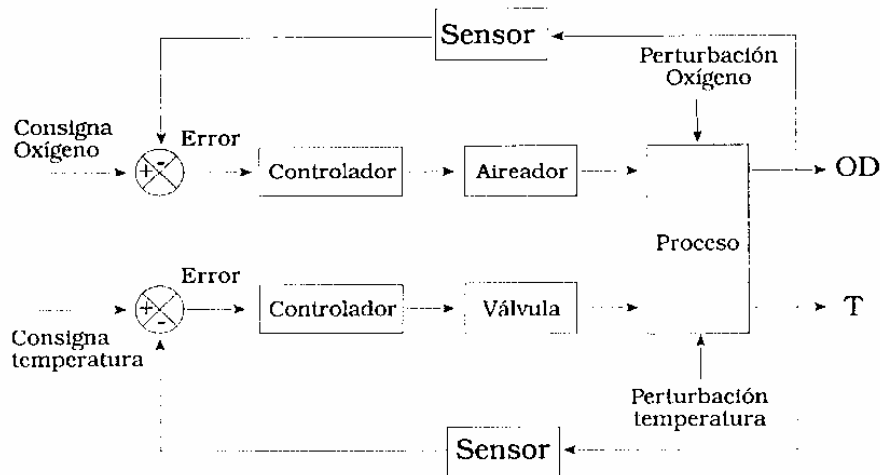 Sensor
Perturbación
Oxígeno
Consigna
Oxígeno
+
-
Error
Controlador
Aireador
OD
Proceso
Error
+
-
Controlador
Válvula
T
Consigna
temperatura
Perturbación
temperatura
Sensor